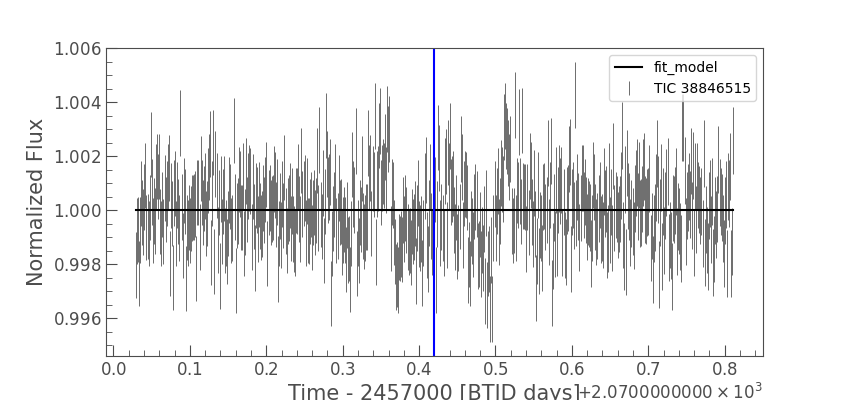 1.006
1.004
1.002
1.000
0.998
0.996
Normalized Flux
fit_model
TIC 38846515
0.0 0.1 0.2 0.3 0.4 0.5 0.6 0.7 0.8
Time - 2457000 [BTJD days]
+2.0700000000 × 10³